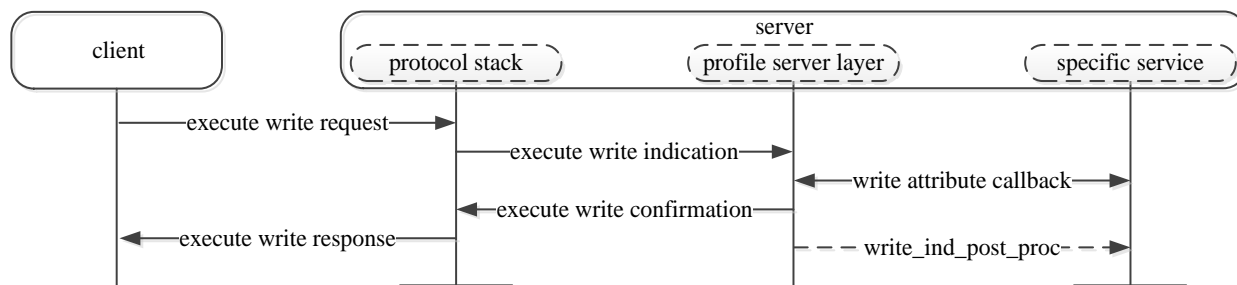 server
client
protocol stack
profile server layer
specific service
execute write request
execute write indication
write attribute callback
execute write confirmation
execute write response
write_ind_post_proc